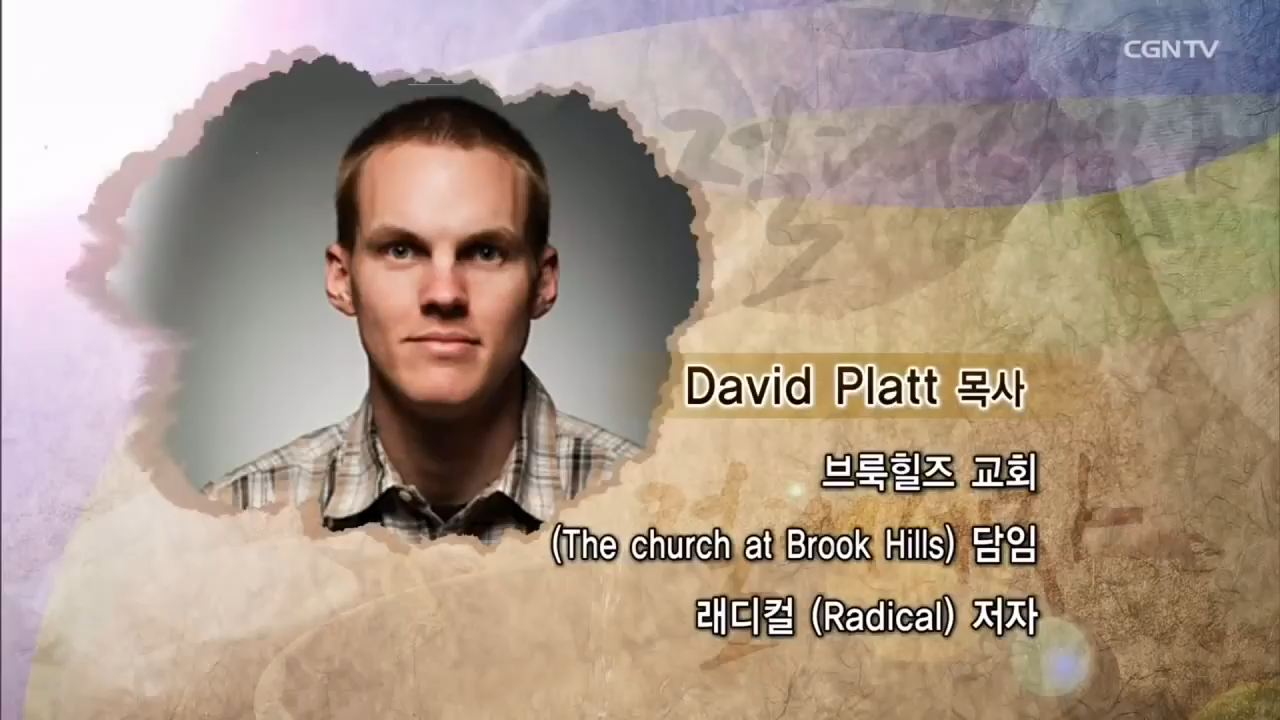 CGNTV
David Platt 목사
브룩힐즈 교회
(The church at Brook Hills) 담임
래디컬 (Radical) 저자